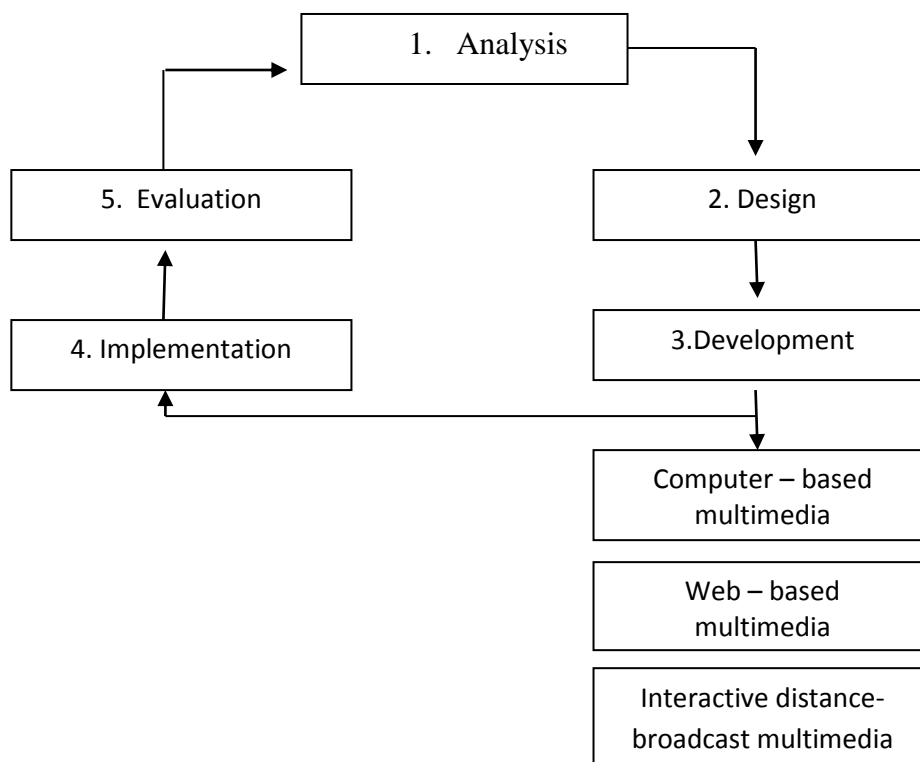 1. Analysis
5. Evaluation
2. Design
4. Implementation
3.Development
Computer – based
multimedia
Web – based
multimedia
Interactive distance-
broadcast multimedia